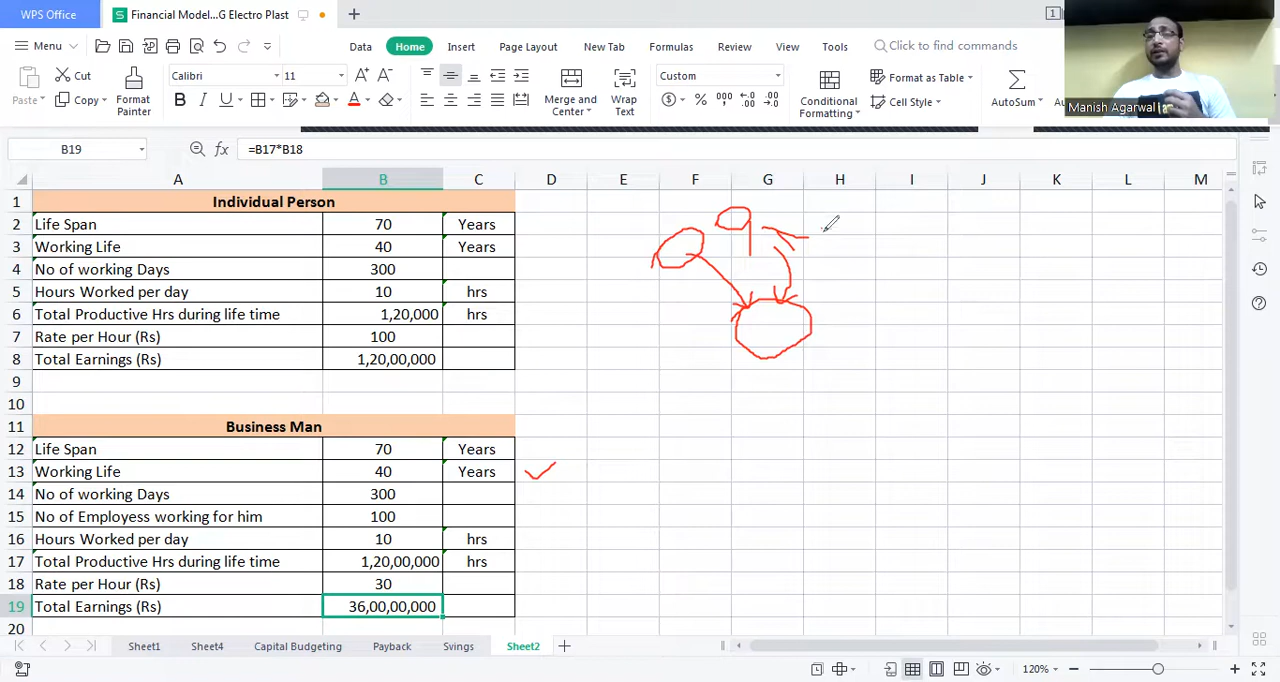 WPS Office
Financial Model...G Electro Plast
1
Menu
Data Home Insert Page Layout New Tab Formulas Review View Tools Click to find commands
Cut
Calibri 11
Custom
Format as Table
Paste Copy Format Painter
Merge and Center
Wrap Text
Conditional Formatting
Cell Style
AutoSum
Manish Agarwal
B19 fx =B17*B18
A B C D E F G H I J K L M
1 Individual Person
2 Life Span 70 Years
3 Working Life 40 Years
4 No of working Days 300
5 Hours Worked per day 10 hrs
6 Total Productive Hrs during life time 1,20,000 hrs
7 Rate per Hour (Rs) 100
8 Total Earnings (Rs) 1,20,00,000
9
10
11 Business Man
12 Life Span 70 Years
13 Working Life 40 Years
14 No of working Days 300
15 No of Employess working for him 100
16 Hours Worked per day 10 hrs
17 Total Productive Hrs during life time 1,20,00,000 hrs
18 Rate per Hour (Rs) 30
19 Total Earnings (Rs) 36,00,00,000
20
Sheet1 Sheet4 Capital Budgeting Payback Svings Sheet2
120%